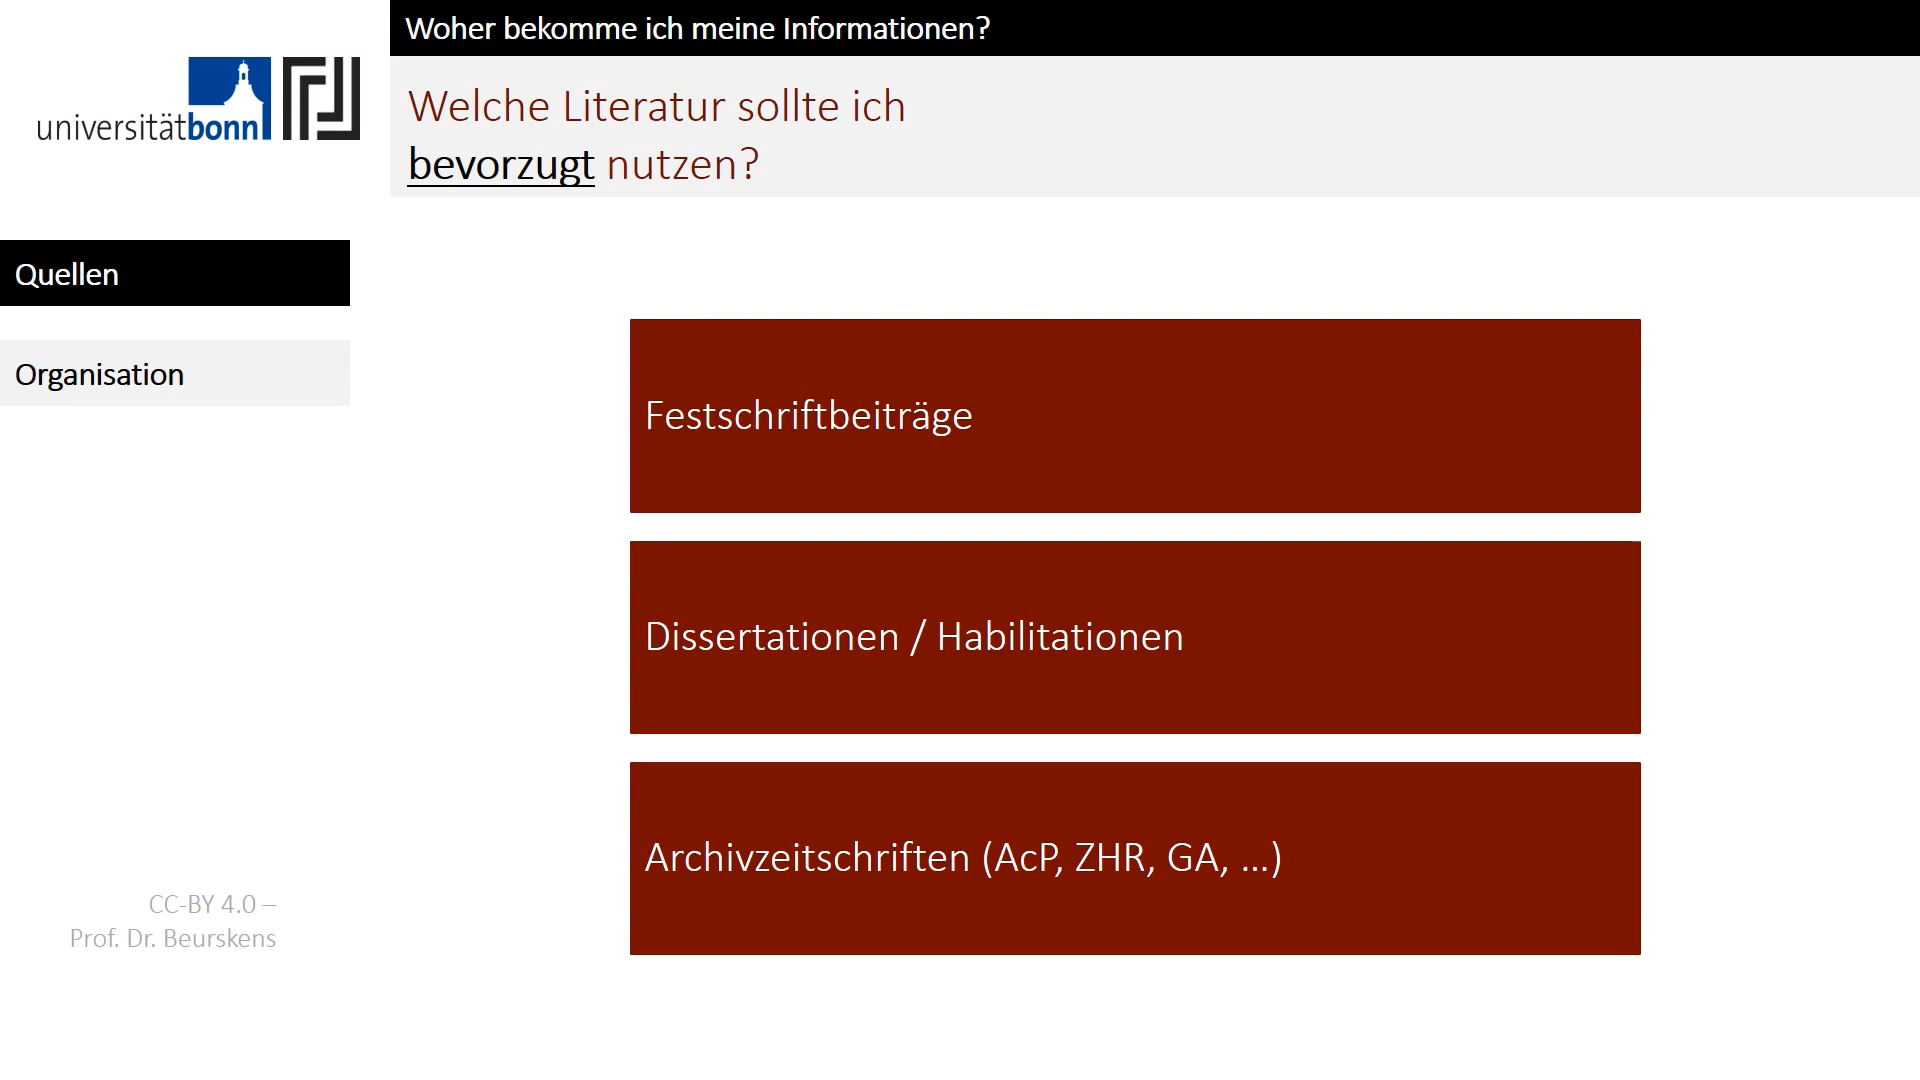 Woher bekomme ich meine Informationen?
universitätbonn
Welche Literatur sollte ich
bevorzugt nutzen?
Quellen
Organisation
Festschriftbeiträge
Dissertationen / Habilitationen
Archivzeitschriften (AcP, ZHR, GA, ...)
CC-BY 4.0 –
Prof. Dr. Beurskens